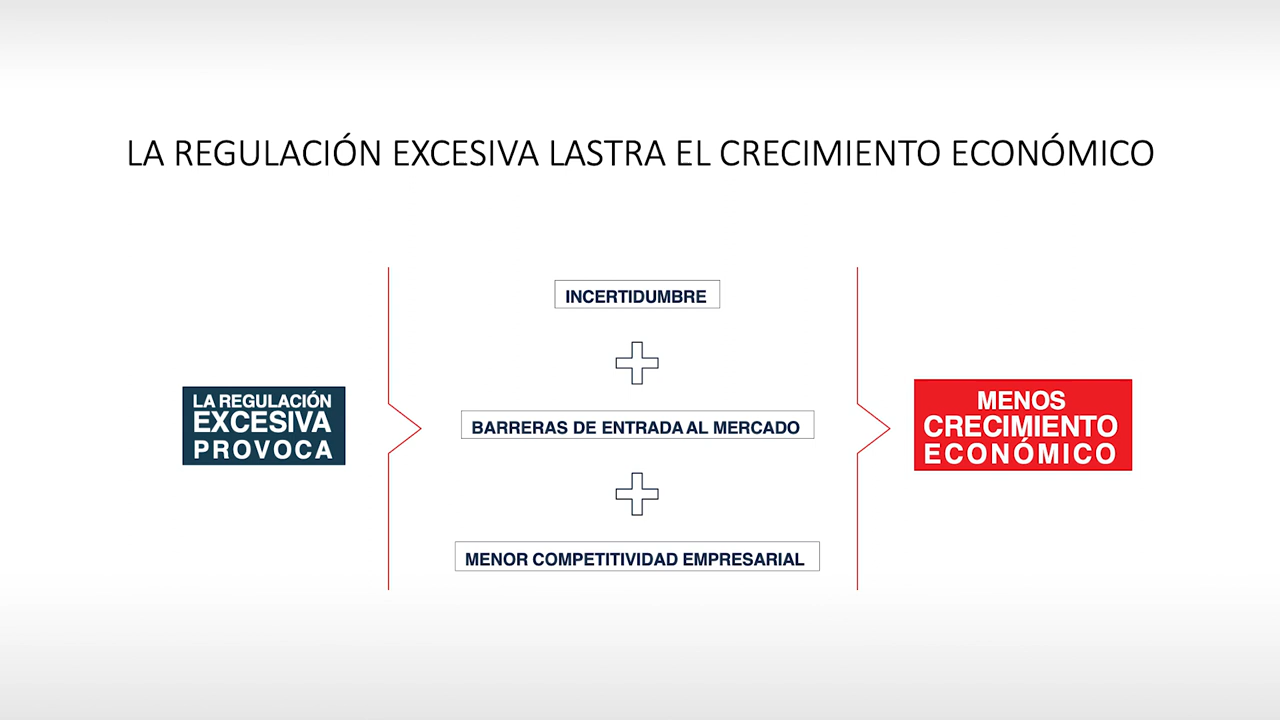 LA REGULACIÓN EXCESIVA LASTRA EL CRECIMIENTO ECONÓMICO
LA REGULACIÓN
EXCESIVA
PROVOCA
INCERTIDUMBRE
BARRERAS DE ENTRADA AL MERCADO
MENOR COMPETITIVIDAD EMPRESARIAL
MENOS
CRECIMIENTO
ECONÓMICO